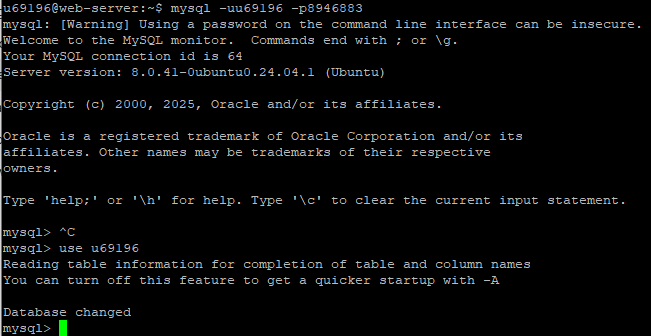 u69196@web-server:~$ mysql -uu69196 -p8946883
mysql: [Warning] Using a password on the command line interface can be insecure.
Welcome to the MySQL monitor.  Commands end with ; or \g.
Your MySQL connection id is 64
Server version: 8.0.41-0ubuntu0.24.04.1 (Ubuntu)
Copyright (c) 2000, 2025, Oracle and/or its affiliates.
Oracle is a registered trademark of Oracle Corporation and/or its
affiliates. Other names may be trademarks of their respective
owners.
Type 'help;' or '\h' for help. Type '\c' to clear the current input statement.
mysql> ^C
mysql> use u69196
Reading table information for completion of table and column names
You can turn off this feature to get a quicker startup with -A
Database changed
mysql>